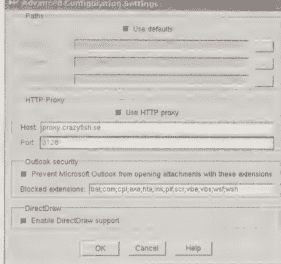 Advanced Configuration Settings
Paths
Use defaults
HTTP Proxy
Use HTTP proxy
Host: proxy.crazyfish.se
Port: 3128
Outlook security
Prevent Microsoft Outlook from opening attachments with these extensions
Blocked extensions: bat;com;cpl;exe;hta;ins;pif;scr;vbe;vbs;wsf;wsh
DirectDraw
Enable DirectDraw support
OK Cancel Help